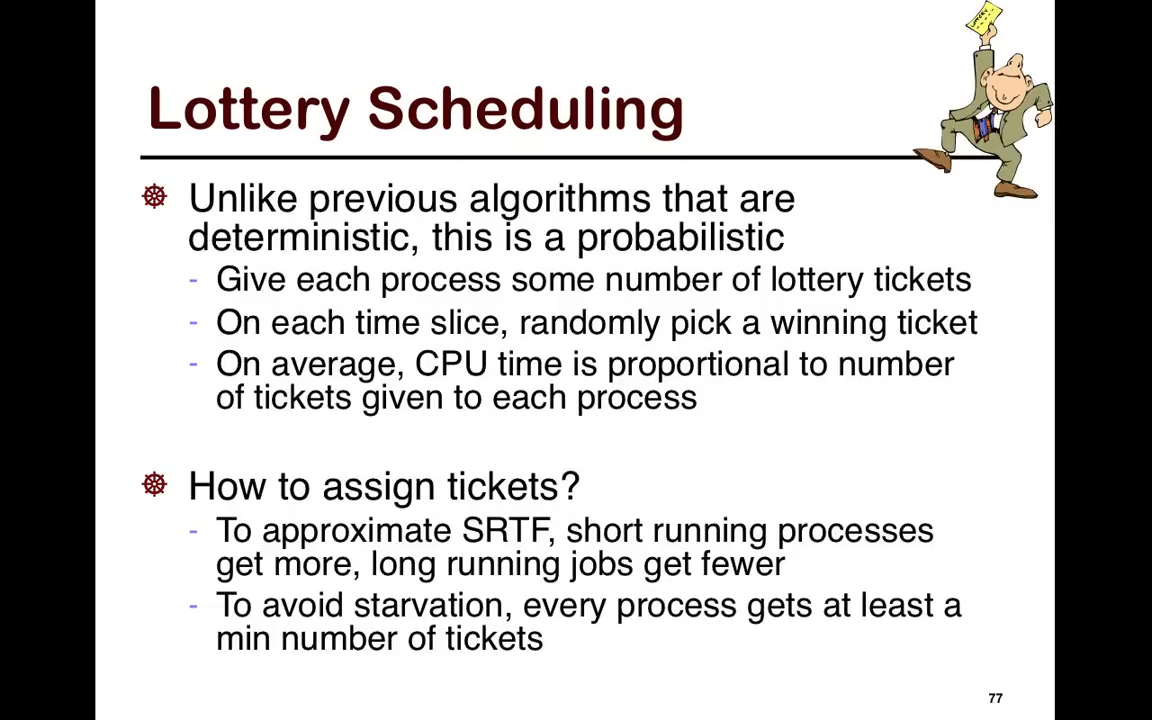 Lottery Scheduling
Unlike previous algorithms that are
deterministic, this is a probabilistic
- Give each process some number of lottery tickets
- On each time slice, randomly pick a winning ticket
- On average, CPU time is proportional to number
of tickets given to each process
How to assign tickets?
- To approximate SRTF, short running processes
get more, long running jobs get fewer
- To avoid starvation, every process gets at least a
min number of tickets
77